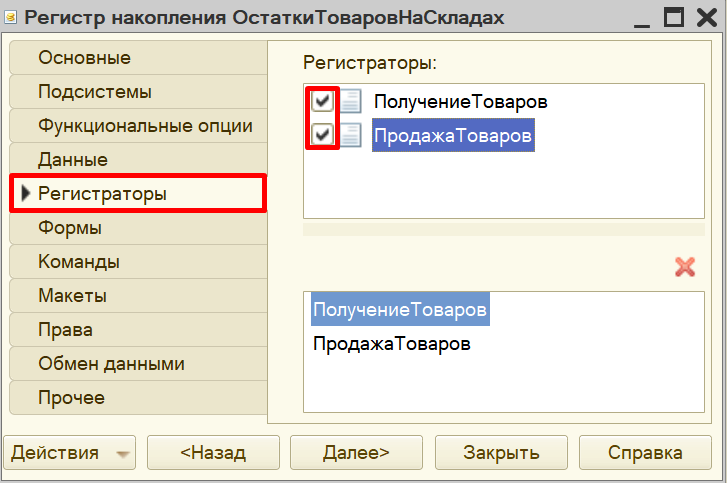 Регистр накопления ОстаткиТоваровНаСкладах
Основные
Подсистемы
Функциональные опции
Данные
Регистраторы
Формы
Команды
Макеты
Права
Обмен данными
Прочее
Регистраторы:
ПолучениеТоваров
ПродажаТоваров
ПолучениеТоваров
ПродажаТоваров
Действия
<Назад
Далее>
Закрыть
Справка